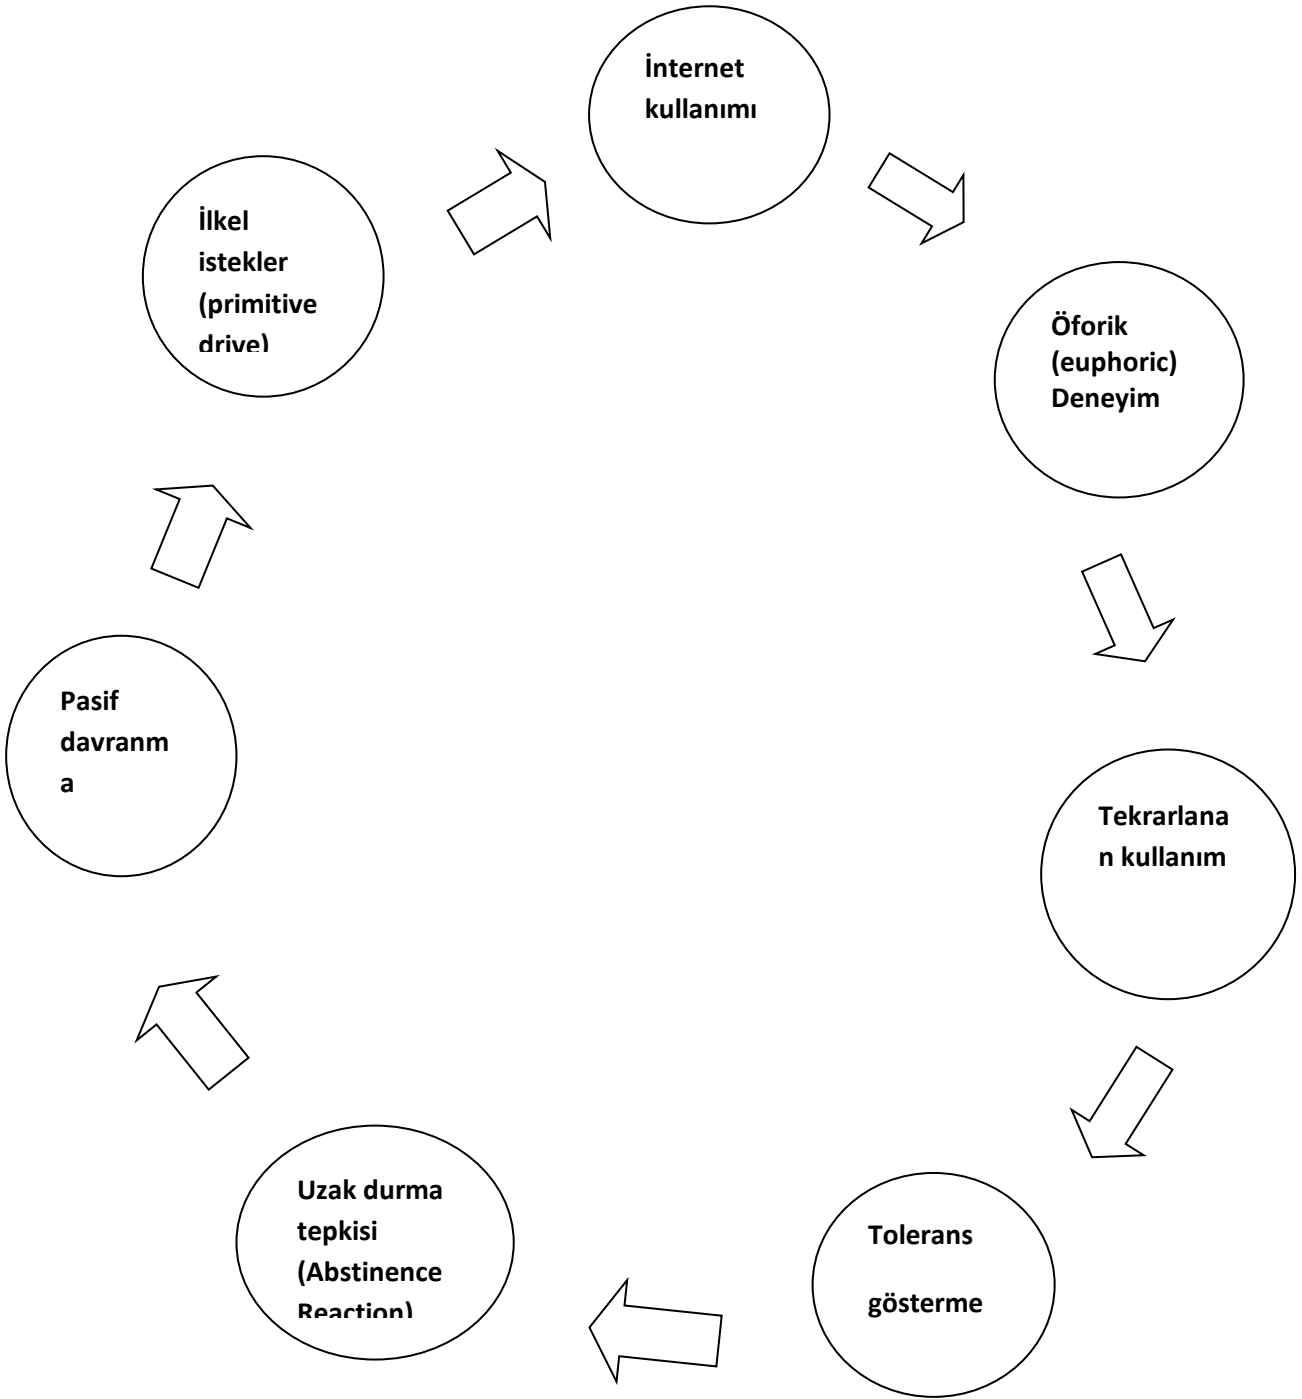 İnternet
kullanımı
Öforik
(euphoric)
Deneyim
Tekrarlana
n kullanım
Tolerans
gösterme
Uzak durma
tepkisi
(Abstinence
Reaction)
Pasif
davranm
a
İlkel
istekler
(primitive
drive)